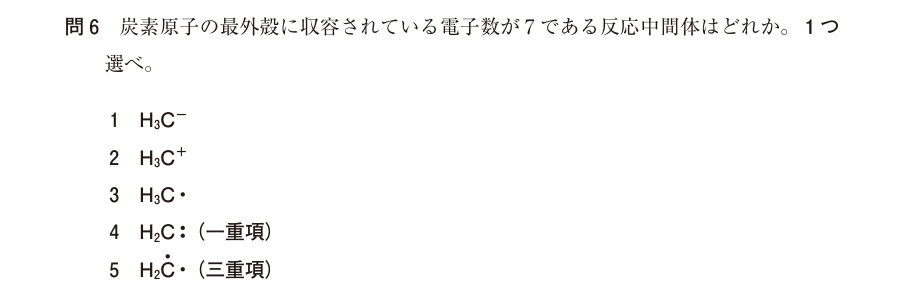 問6 炭素原子の最外殻に収容されている電子数が7である反応中間体はどれか。1つ
選べ。
1 H₃C⁻
2 H₃C⁺
3 H₃C・
4 H₂C:(一重項)
5 H₂Ċ・(三重項)